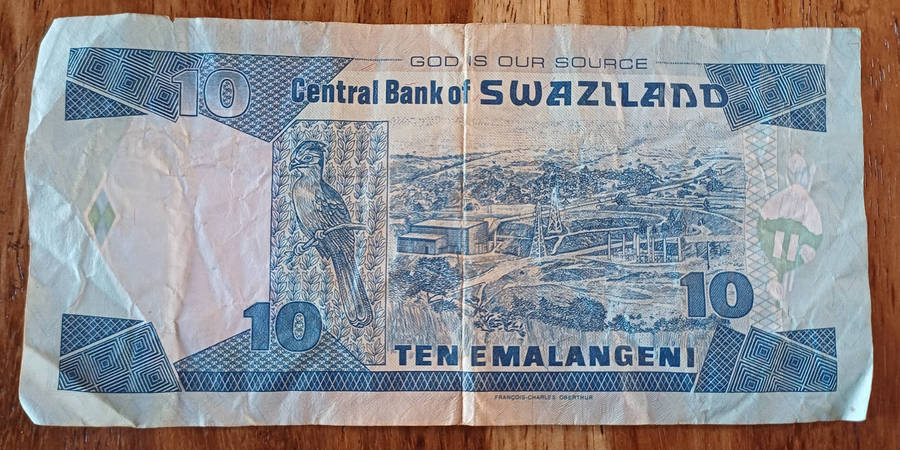 GOD IS OUR SOURCE
10
Central Bank of SWAZILAND
10
10
TEN EMALANGENI
FRANÇOIS-CHARLES OBERTHUR